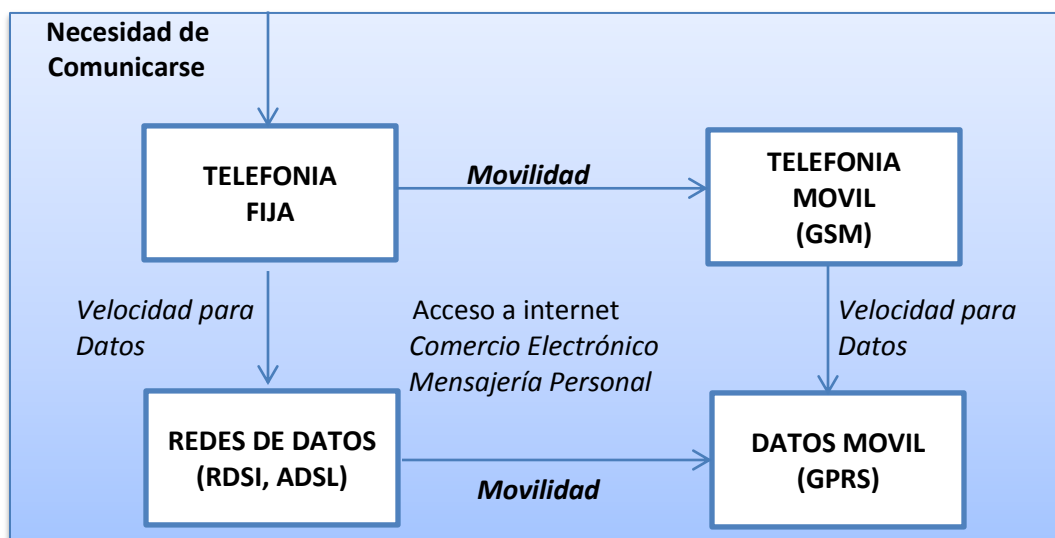 Necesidad de
Comunicarse
TELEFONIA
FIJA
Movilidad
TELEFONIA
MOVIL
(GSM)
Velocidad para
Datos
Acceso a internet
Comercio Electrónico
Mensajería Personal
Velocidad para
Datos
REDES DE DATOS
(RDSI, ADSL)
Movilidad
DATOS MOVIL
(GPRS)